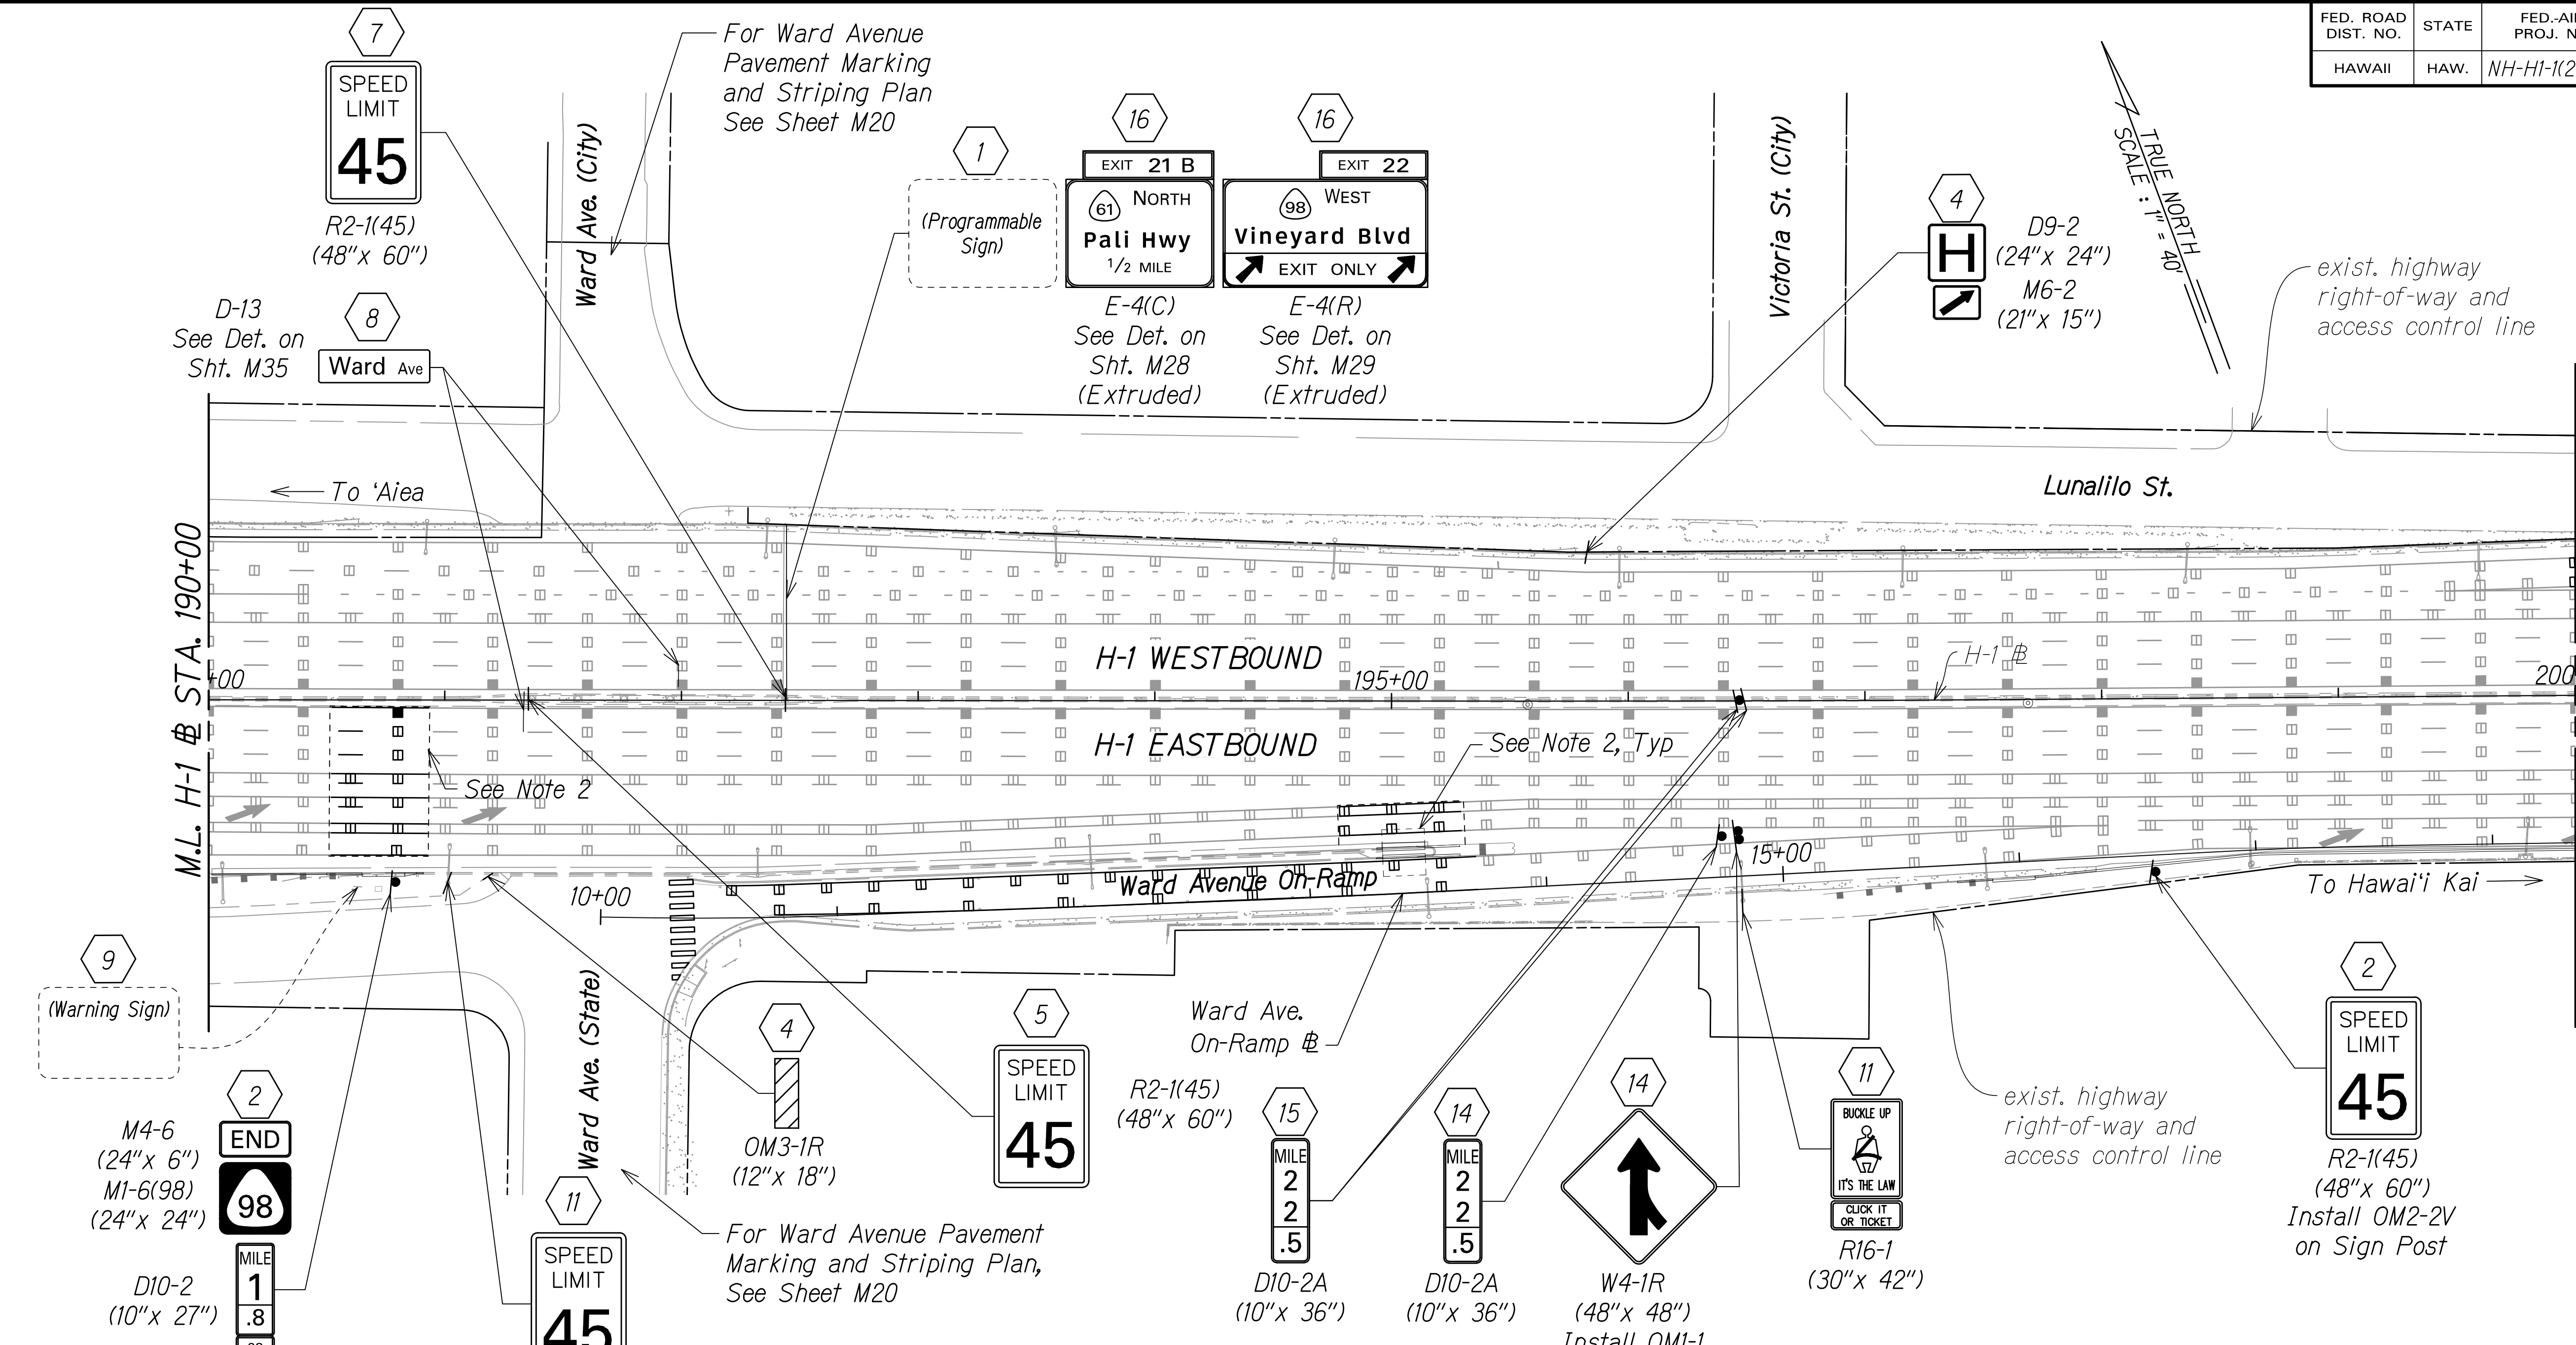 FED. ROAD
DIST. NO.
STATE
FED.-AI
PROJ. N
HAWAII
HAW.
NH-H1-1(2
7
SPEED
LIMIT
45
R2-1(45)
(48"x 60")
For Ward Avenue
Pavement Marking
and Striping Plan
See Sheet M20
Ward Ave. (City)
1
(Programmable
Sign)
16
EXIT 21 B
61 NORTH
Pali Hwy
1/2 MILE
E-4(C)
See Det. on
Sht. M28
(Extruded)
16
EXIT 22
98 WEST
Vineyard Blvd
EXIT ONLY
E-4(R)
See Det. on
Sht. M29
(Extruded)
Victoria St. (City)
4
H
D9-2
(24"x 24")
M6-2
(21"x 15")
TRUE NORTH
SCALE : 1" = 40'
exist. highway
right-of-way and
access control line
D-13
See Det. on
Sht. M35
8
Ward Ave
To ʻAiea
Lunalilo St.
M.L. H-1 ℄ STA. 190+00
+00
H-1 WESTBOUND
195+00
H-1 ℄
200
H-1 EASTBOUND
See Note 2
See Note 2, Typ
10+00
Ward Avenue On-Ramp
15+00
To Hawaiʻi Kai
9
(Warning Sign)
2
END
98
M4-6
(24"x 6")
M1-6(98)
(24"x 24")
MILE
1
.8
D10-2
(10"x 27")
11
SPEED
LIMIT
45
Ward Ave. (State)
4
OM3-1R
(12"x 18")
For Ward Avenue Pavement
Marking and Striping Plan,
See Sheet M20
5
SPEED
LIMIT
45
R2-1(45)
(48"x 60")
Ward Ave.
On-Ramp ℄
15
MILE
2
2
.5
D10-2A
(10"x 36")
14
MILE
2
2
.5
D10-2A
(10"x 36")
14
W4-1R
(48"x 48")
Install OM1-1
11
BUCKLE UP
IT'S THE LAW
CLICK IT
OR TICKET
R16-1
(30"x 42")
exist. highway
right-of-way and
access control line
2
SPEED
LIMIT
45
R2-1(45)
(48"x 60")
Install OM2-2V
on Sign Post